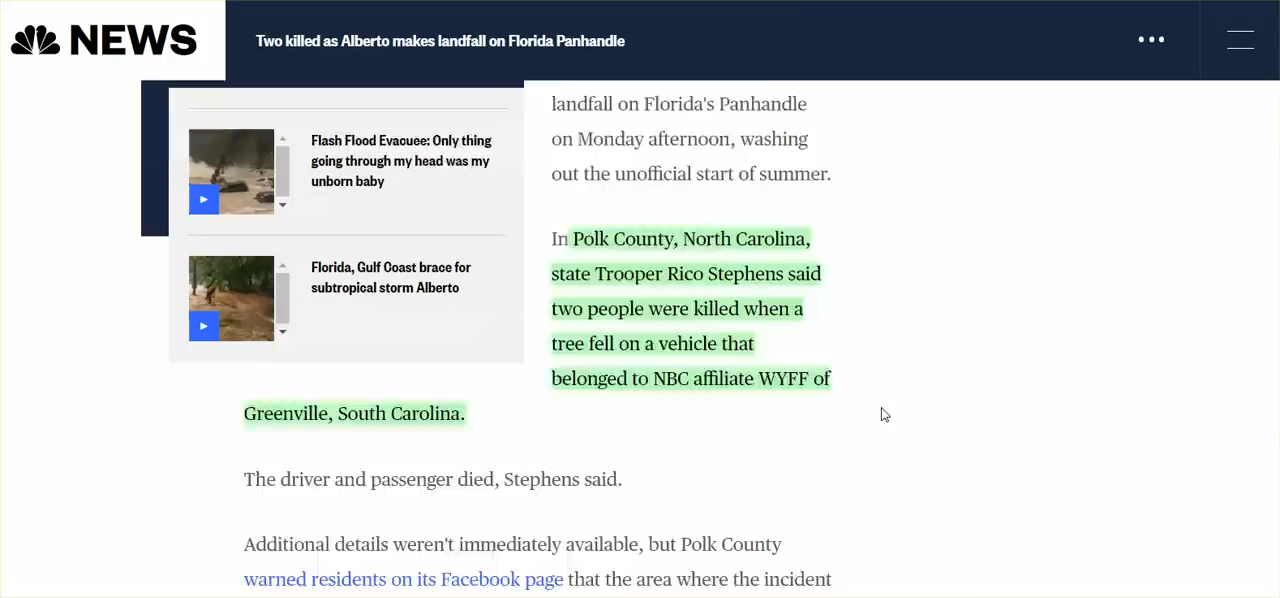 NEWS
Two killed as Alberto makes landfall on Florida Panhandle
Flash Flood Evacuee: Only thing
going through my head was my
unborn baby
Florida, Gulf Coast brace for
subtropical storm Alberto
landfall on Florida's Panhandle
on Monday afternoon, washing
out the unofficial start of summer.
In Polk County, North Carolina,
state Trooper Rico Stephens said
two people were killed when a
tree fell on a vehicle that
belonged to NBC affiliate WYFF of
Greenville, South Carolina.
The driver and passenger died, Stephens said.
Additional details weren't immediately available, but Polk County
warned residents on its Facebook page that the area where the incident